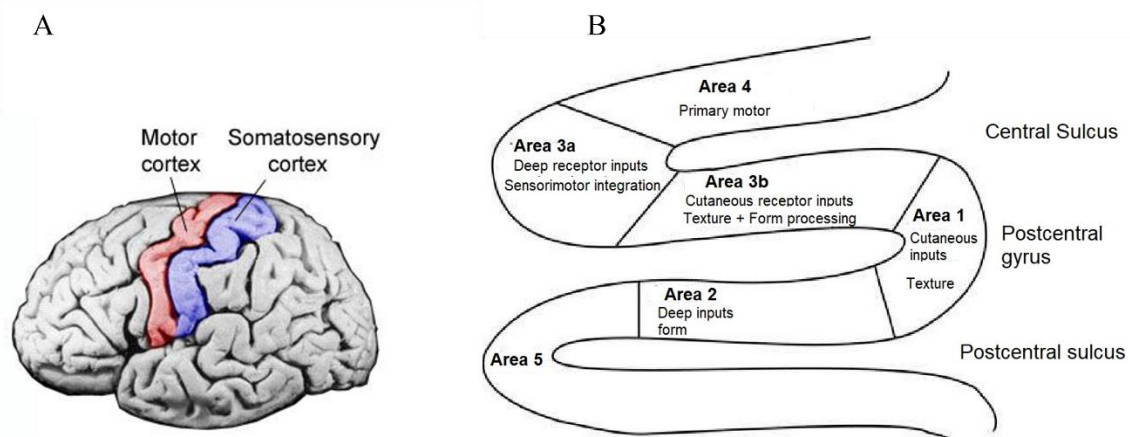 A
Motor
cortex
Somatosensory
cortex
B
Area 4
Primary motor
Central Sulcus
Area 3a
Deep receptor inputs
Sensorimotor integration
Area 3b
Cutaneous receptor inputs
Texture + Form processing
Area 1
Cutaneous
inputs
Texture
Postcentral
gyrus
Area 2
Deep inputs
form
Area 5
Postcentral sulcus